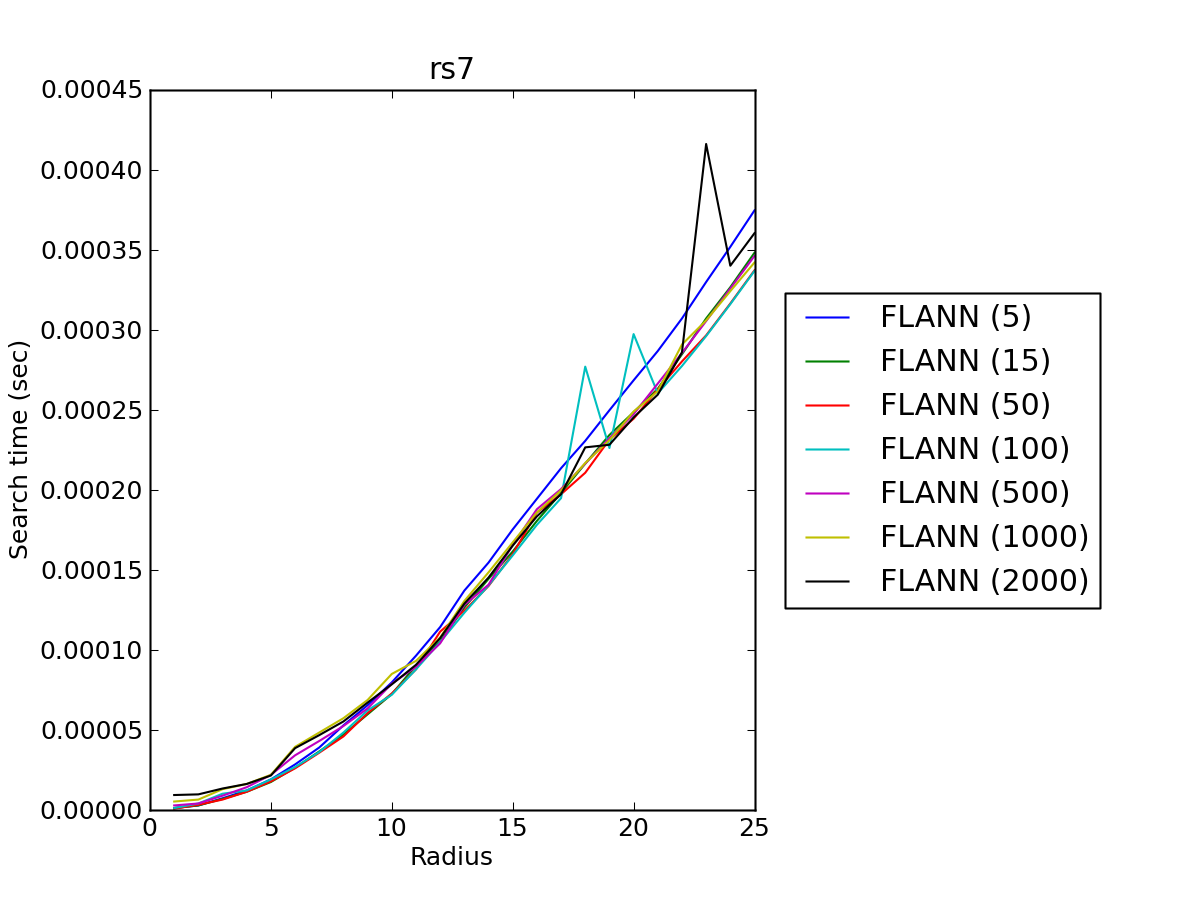 rs7
0.00045
0.00040
0.00035
0.00030
0.00025
0.00020
0.00015
0.00010
0.00005
0.00000
Search time (sec)
0 5 10 15 20 25
Radius
FLANN (5)
FLANN (15)
FLANN (50)
FLANN (100)
FLANN (500)
FLANN (1000)
FLANN (2000)